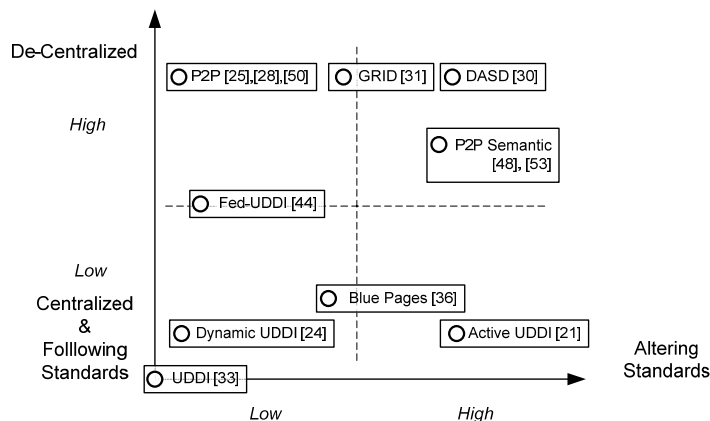 De-Centralized
P2P [25],[28],[50]
GRID [31]
DASD [30]
High
P2P Semantic
[48], [53]
Fed-UDDI [44]
Low
Centralized
&
Folllowing
Standards
Blue Pages [36]
Dynamic UDDI [24]
Active UDDI [21]
UDDI [33]
Altering
Standards
Low
High